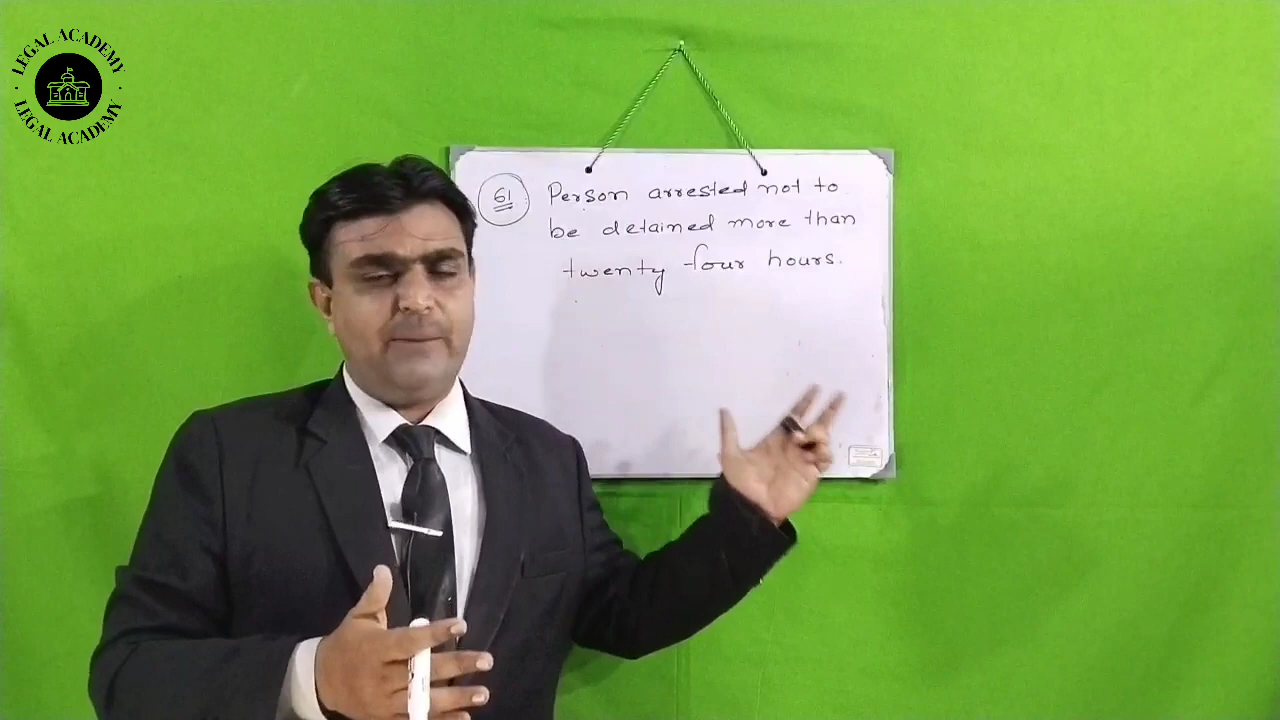 LEGAL ACADEMY
LEGAL ACADEMY
61 Person arrested not to
be detained more than
twenty four hours.